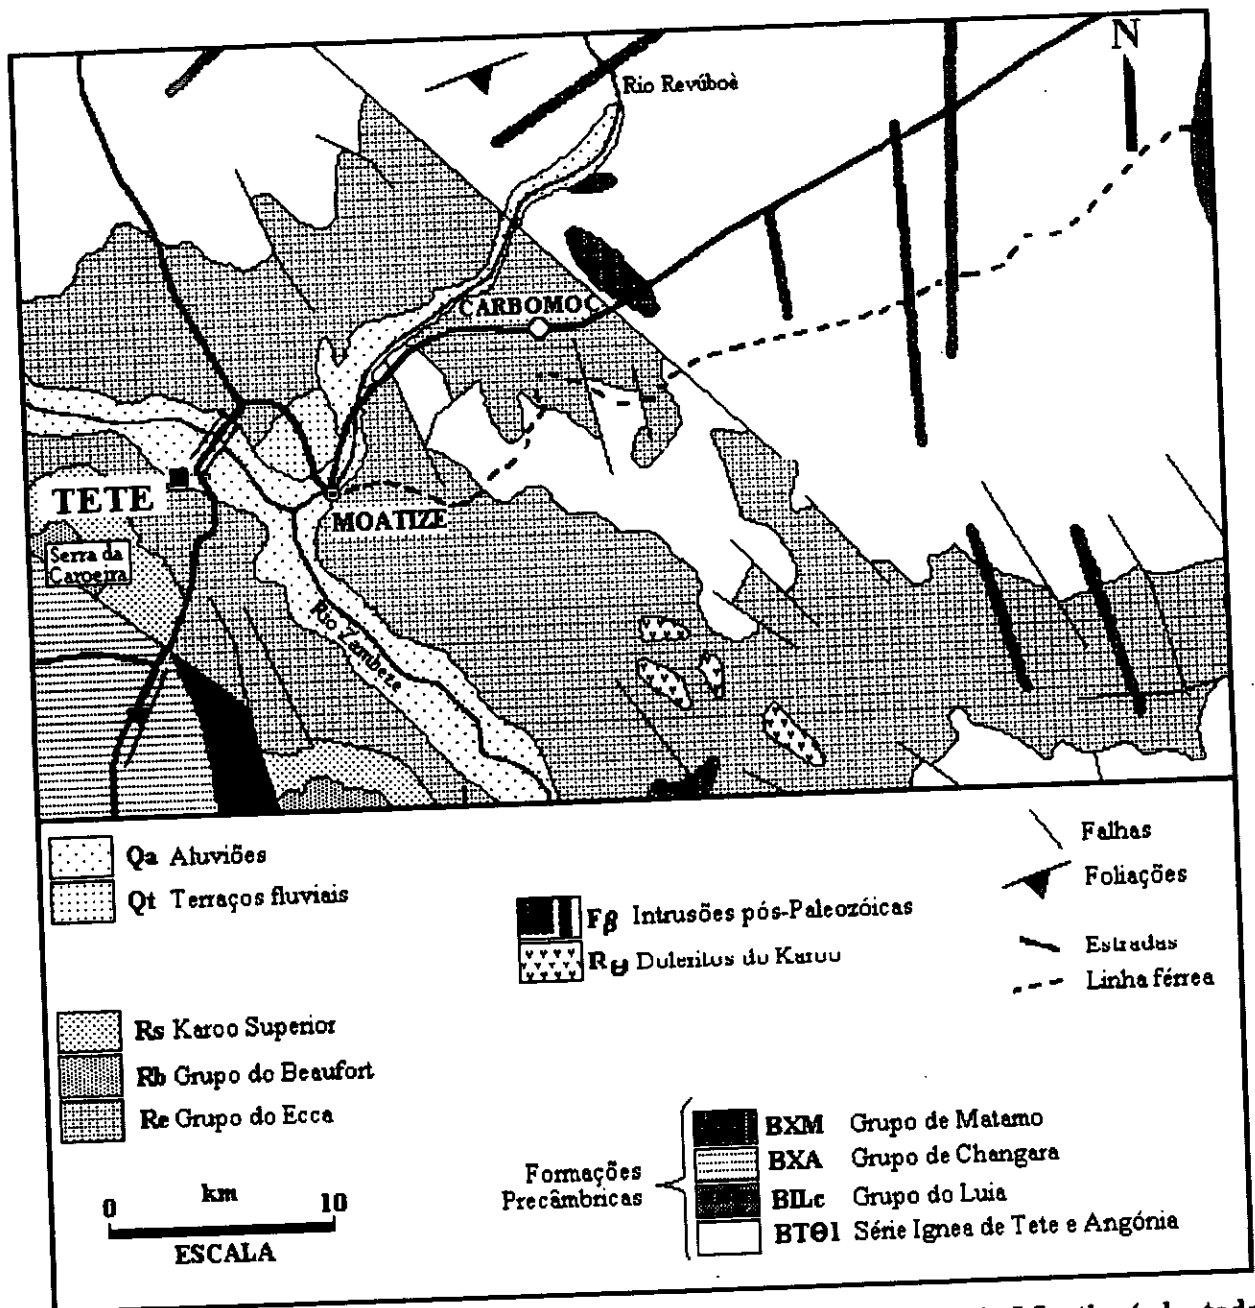 N
Rio Revúboè
CARBOMOC
TETE
MOATIZE
Serra da
Caroeira
Rio Zambeze
Qa Aluviões
Qt Terraços fluviais
Fβ Intrusões pós-Paleozóicas
Rθ Doleritos do Karoo
Falhas
Foliações
Estradas
Linha férrea
Rs Karoo Superior
Rb Grupo do Beaufort
Re Grupo do Ecca
0 km 10
ESCALA
Formações
Precâmbricas
BXM Grupo de Matamo
BXA Grupo de Changara
BILc Grupo do Luia
BTΘ1 Série Ignea de Tete e Angónia